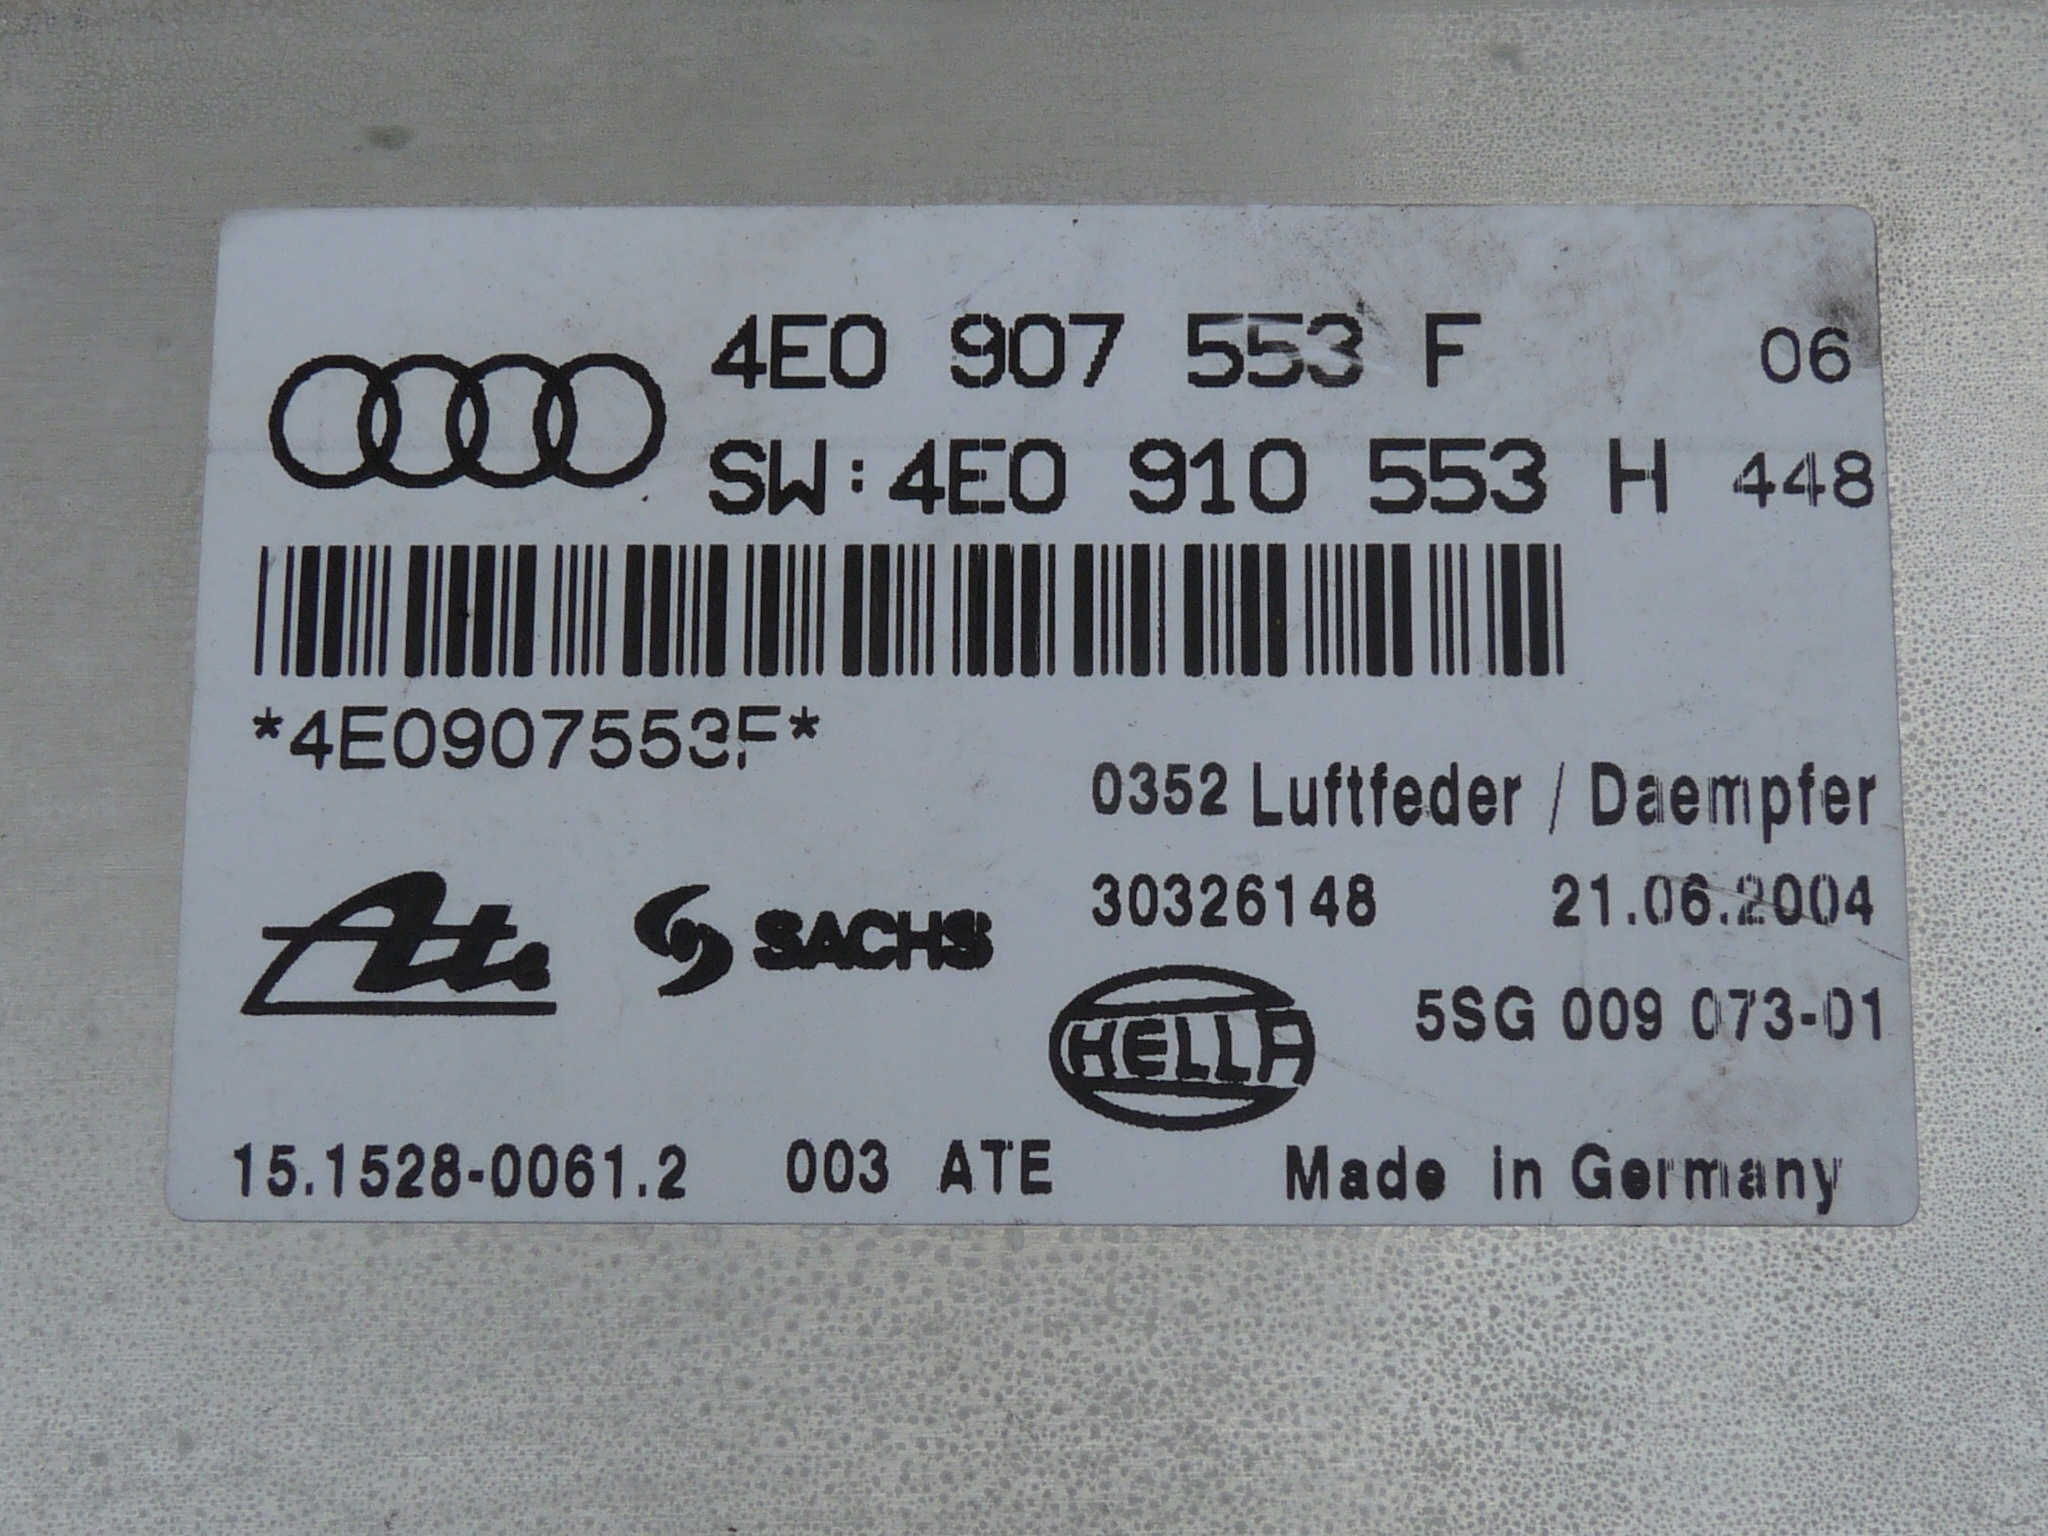 4E0 907 553 F 06
SW:4E0 910 553 H 448
*4E0907553F*
0352 Luftfeder / Daempfer
30326148 21.06.2004
Ate SACHS
HELLA 5SG 009 073-01
15.1528-0061.2 003 ATE Made in Germany